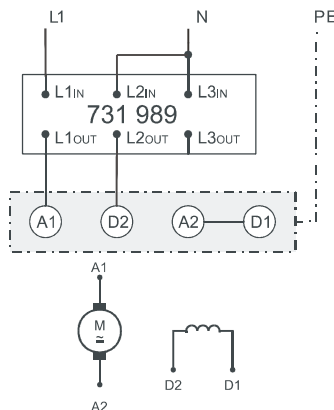 L1 N PE
L1IN L2IN L3IN
731 989
L1OUT L2OUT L3OUT
A1 D2 A2 D1
A1
M
≂
D2 D1
A2